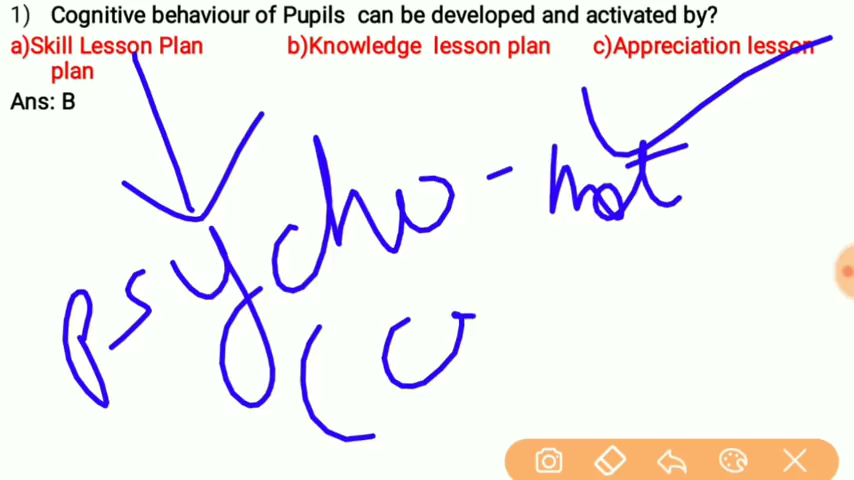 1) Cognitive behaviour of Pupils can be developed and activated by?
a)Skill Lesson Plan b)Knowledge lesson plan c)Appreciation lesson
plan
Ans: B
Psycho - mot